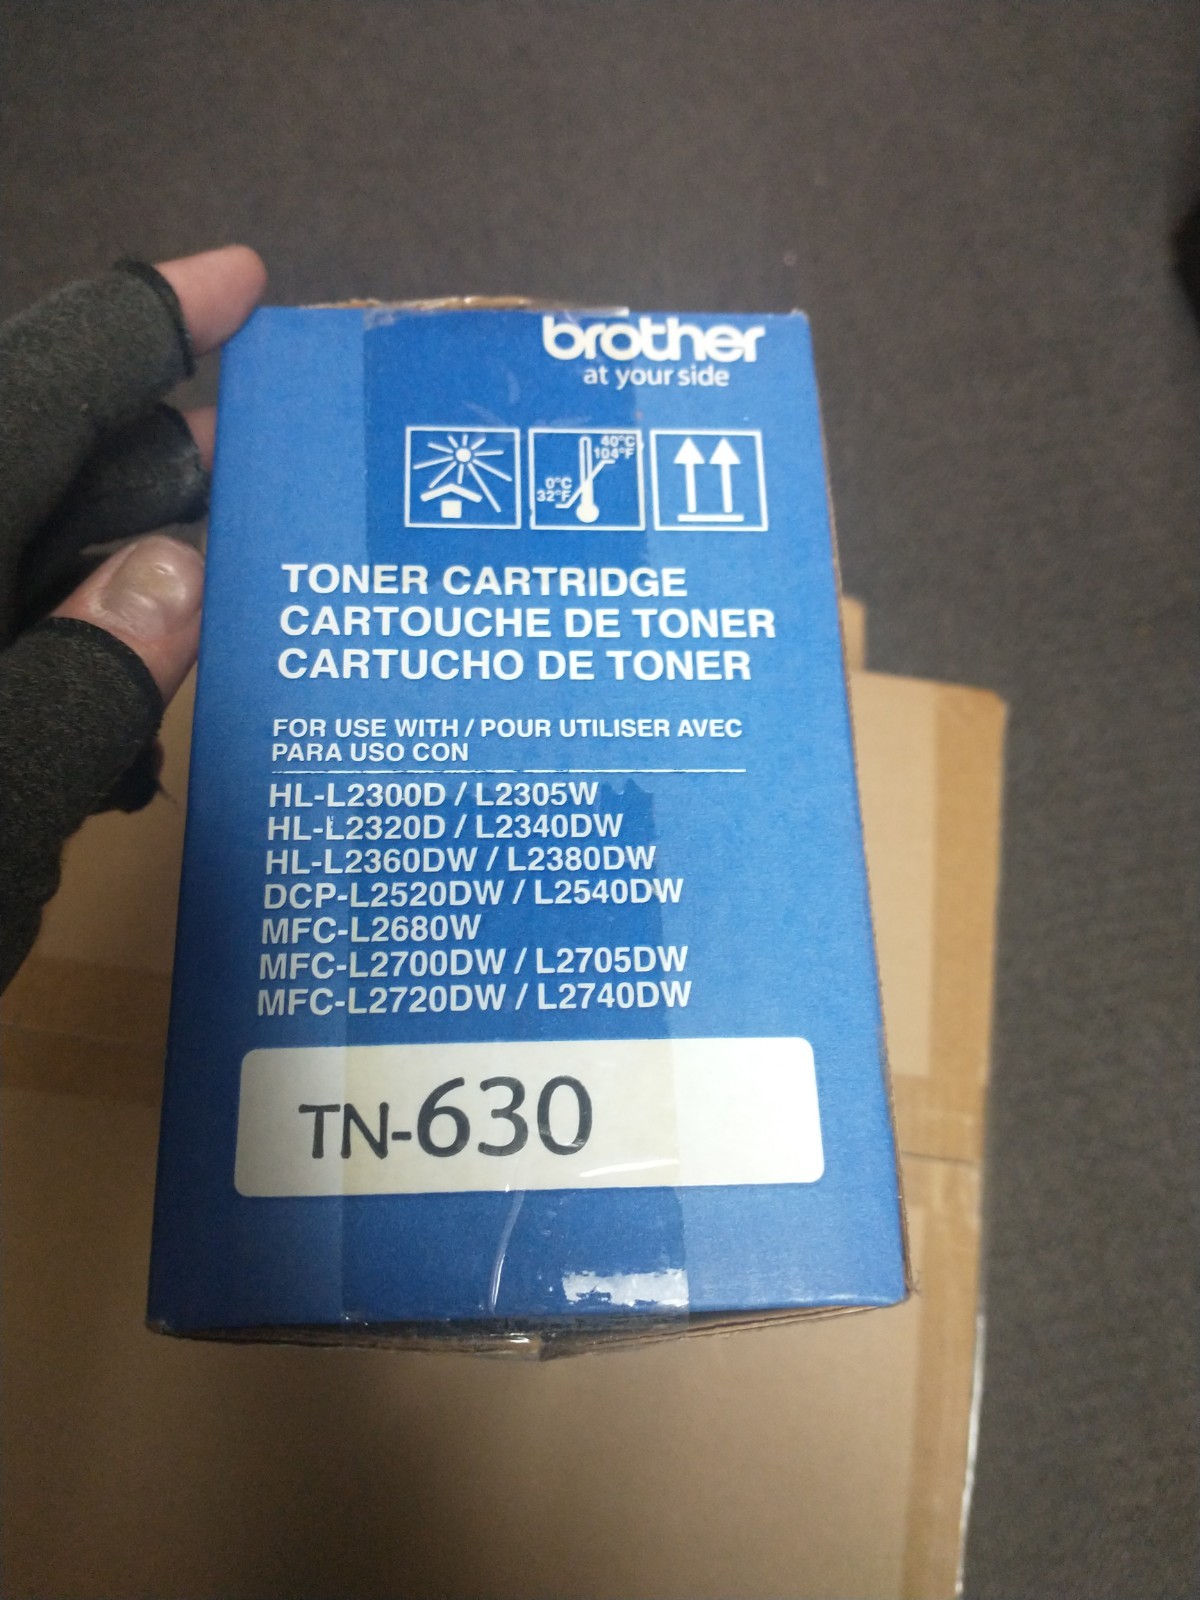 brother
at your side
40°C
104°F
0°C
32°F
TONER CARTRIDGE
CARTOUCHE DE TONER
CARTUCHO DE TONER
FOR USE WITH / POUR UTILISER AVEC
PARA USO CON
HL-L2300D / L2305W
HL-L2320D / L2340DW
HL-L2360DW / L2380DW
DCP-L2520DW / L2540DW
MFC-L2680W
MFC-L2700DW / L2705DW
MFC-L2720DW / L2740DW
TN-630